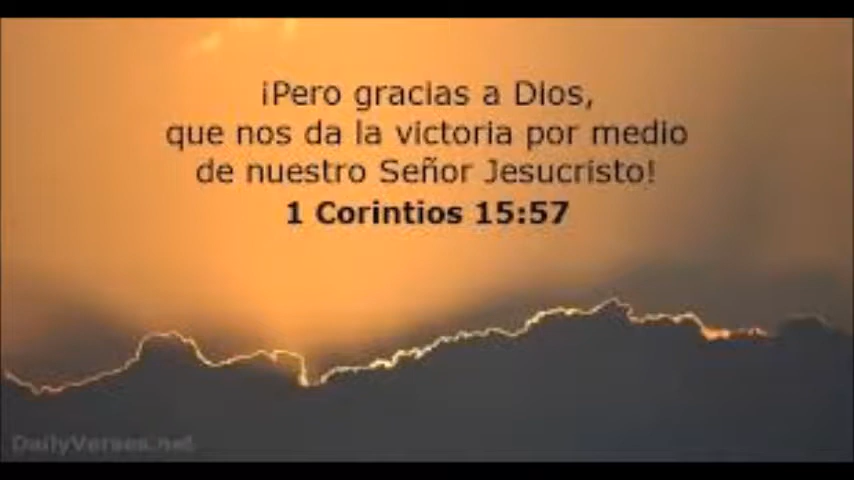 ¡Pero gracias a Dios,
que nos da la victoria por medio
de nuestro Señor Jesucristo!
1 Corintios 15:57
DailyVerses.net